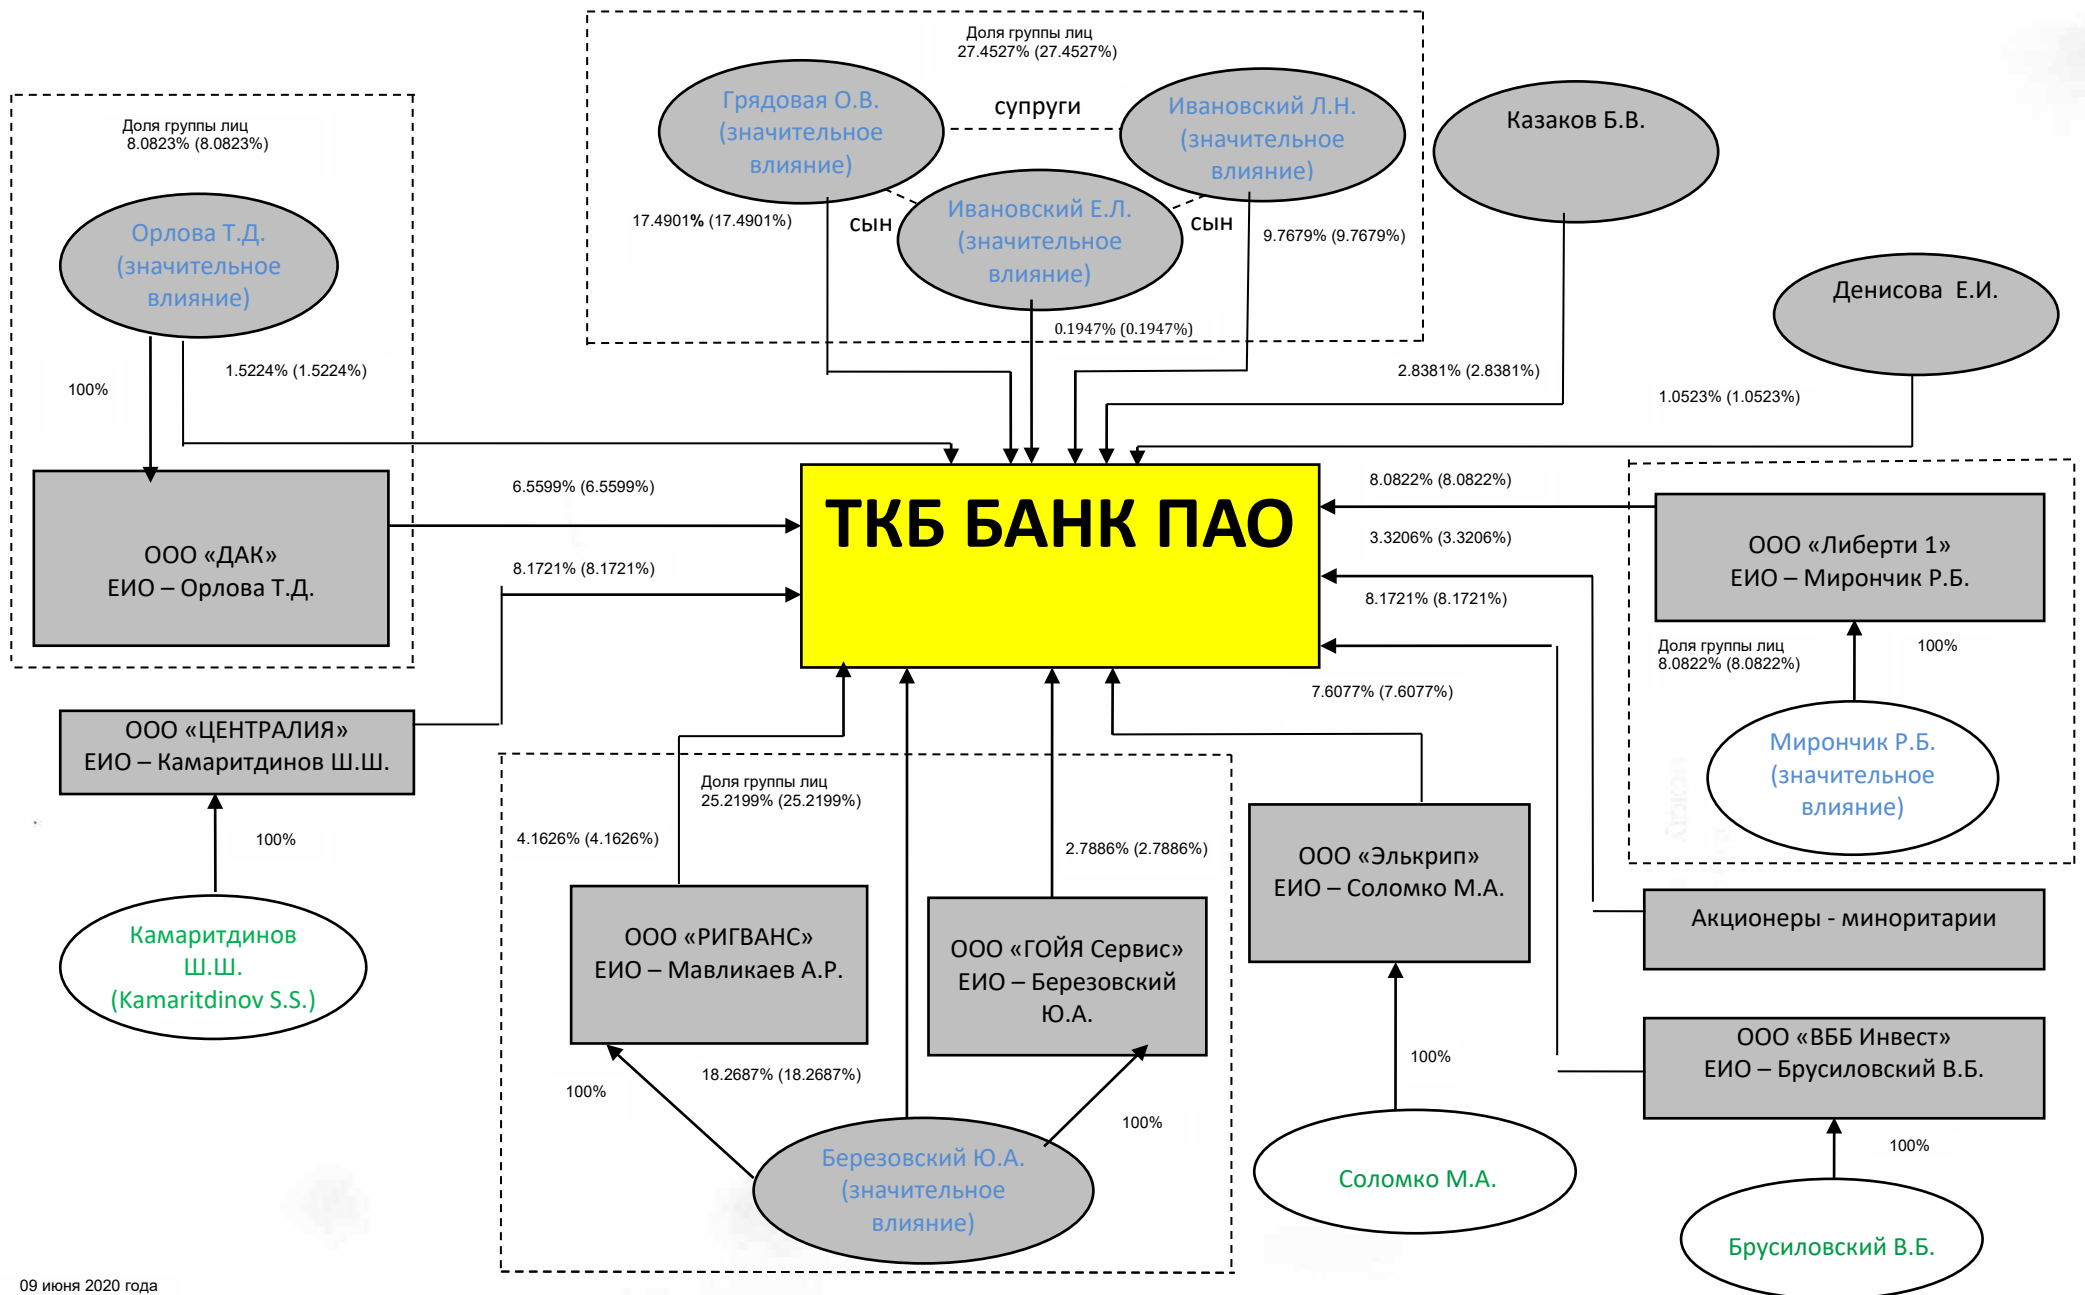 Доля группы лиц
27.4527% (27.4527%)
Грядовая О.В.
(значительное
влияние)
супруги
Ивановский Л.Н.
(значительное
влияние)
Казаков Б.В.
Доля группы лиц
8.0823% (8.0823%)
17.4901% (17.4901%)
сын
Ивановский Е.Л.
(значительное
влияние)
сын
9.7679% (9.7679%)
Орлова Т.Д.
(значительное
влияние)
Денисова Е.И.
0.1947% (0.1947%)
100%
1.5224% (1.5224%)
2.8381% (2.8381%)
1.0523% (1.0523%)
ООО «ДАК»
ЕИО – Орлова Т.Д.
6.5599% (6.5599%)
8.1721% (8.1721%)
ТКБ БАНК ПАО
8.0822% (8.0822%)
3.3206% (3.3206%)
8.1721% (8.1721%)
ООО «Либерти 1»
ЕИО – Мирончик Р.Б.
Доля группы лиц
8.0822% (8.0822%)
100%
7.6077% (7.6077%)
ООО «ЦЕНТРАЛИЯ»
ЕИО – Камаритдинов Ш.Ш.
Мирончик Р.Б.
(значительное
влияние)
Доля группы лиц
25.2199% (25.2199%)
100%
4.1626% (4.1626%)
2.7886% (2.7886%)
ООО «Элькрип»
ЕИО – Соломко М.А.
Камаритдинов
Ш.Ш.
(Kamaritdinov S.S.)
ООО «РИГВАНС»
ЕИО – Мавликаев А.Р.
ООО «ГОЙЯ Сервис»
ЕИО – Березовский
Ю.А.
Акционеры - миноритарии
ООО «ВББ Инвест»
ЕИО – Брусиловский В.Б.
100%
18.2687% (18.2687%)
100%
100%
100%
Березовский Ю.А.
(значительное
влияние)
Соломко М.А.
Брусиловский В.Б.
09 июня 2020 года